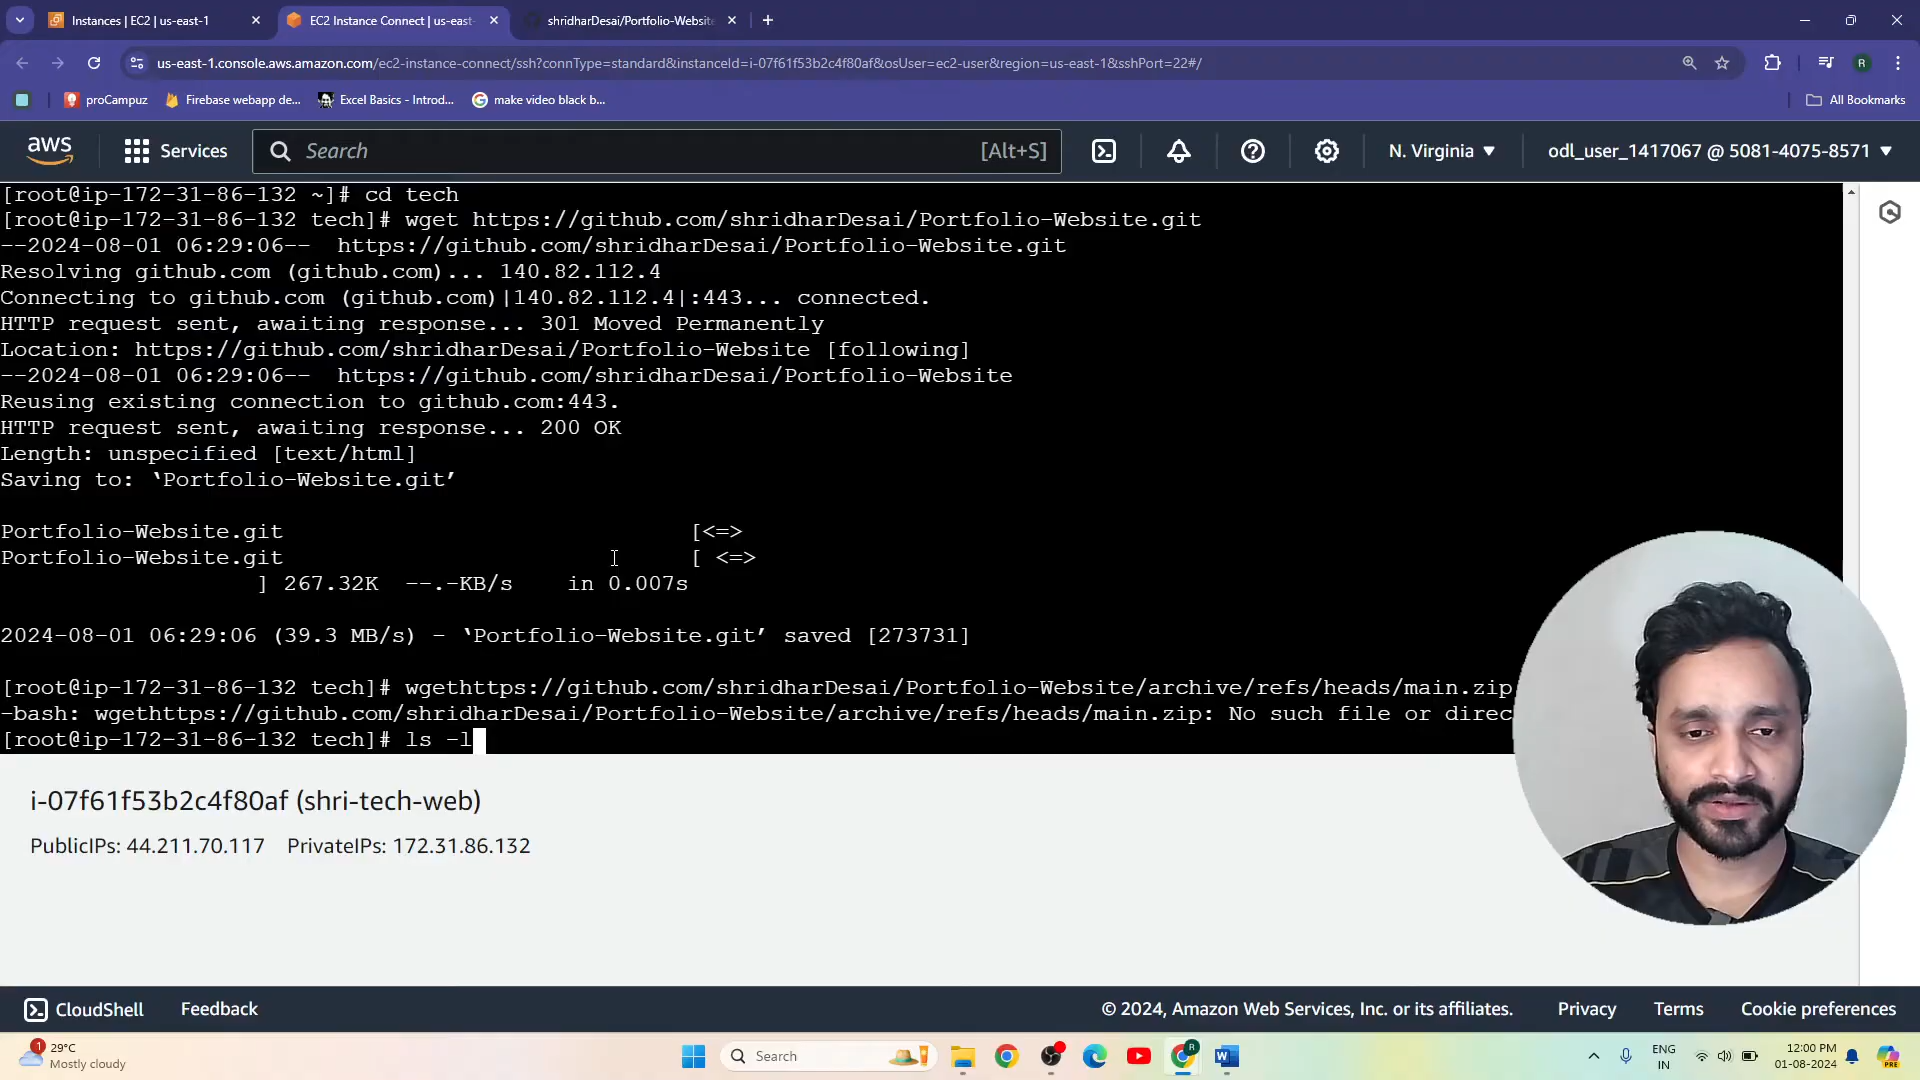 Instances | EC2 | us-east-1
EC2 Instance Connect | us-east-
shridharDesai/Portfolio-Website
us-east-1.console.aws.amazon.com/ec2-instance-connect/ssh?connType=standard&instanceId=i-07f61f53b2c4f80af&osUser=ec2-user&region=us-east-1&sshPort=22#/
R
proCampuz
Firebase webapp de...
Excel Basics - Introd...
make video black b...
All Bookmarks
aws
Services
Search
[Alt+S]
N. Virginia
odl_user_1417067 @ 5081-4075-8571
[root@ip-172-31-86-132 ~]# cd tech
[root@ip-172-31-86-132 tech]# wget https://github.com/shridharDesai/Portfolio-Website.git
--2024-08-01 06:29:06-- https://github.com/shridharDesai/Portfolio-Website.git
Resolving github.com (github.com)... 140.82.112.4
Connecting to github.com (github.com)|140.82.112.4|:443... connected.
HTTP request sent, awaiting response... 301 Moved Permanently
Location: https://github.com/shridharDesai/Portfolio-Website [following]
--2024-08-01 06:29:06-- https://github.com/shridharDesai/Portfolio-Website
Reusing existing connection to github.com:443.
HTTP request sent, awaiting response... 200 OK
Length: unspecified [text/html]
Saving to: ‘Portfolio-Website.git’
Portfolio-Website.git [<=>
Portfolio-Website.git [ <=>
] 267.32K --.-KB/s in 0.007s
2024-08-01 06:29:06 (39.3 MB/s) - ‘Portfolio-Website.git’ saved [273731]
[root@ip-172-31-86-132 tech]# wgethttps://github.com/shridharDesai/Portfolio-Website/archive/refs/heads/main.zip
-bash: wgethttps://github.com/shridharDesai/Portfolio-Website/archive/refs/heads/main.zip: No such file or direc
[root@ip-172-31-86-132 tech]# ls -l
i-07f61f53b2c4f80af (shri-tech-web)
PublicIPs: 44.211.70.117 PrivateIPs: 172.31.86.132
CloudShell
Feedback
© 2024, Amazon Web Services, Inc. or its affiliates.
Privacy
Terms
Cookie preferences
1
29°C
Mostly cloudy
Search
R
ENG
IN
12:00 PM
01-08-2024
PRE